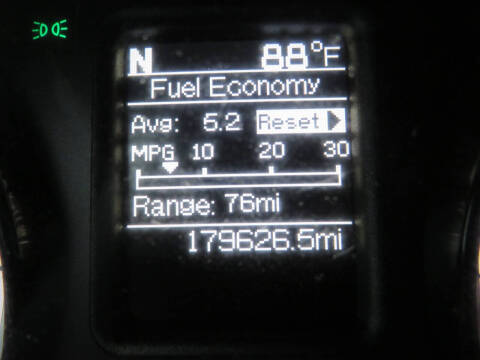 N 88°F
Fuel Economy
Avg: 5.2 Reset
MPG 10 20 30
Range: 76mi
179626.5mi